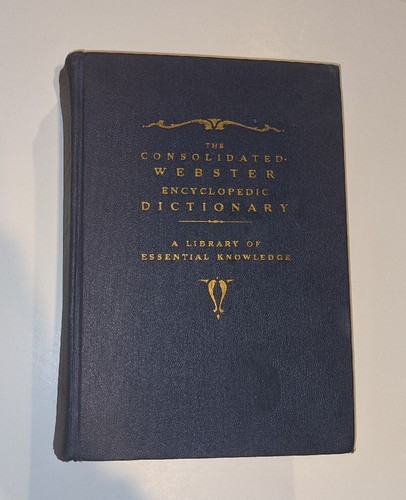 THE
CONSOLIDATED-
WEBSTER
ENCYCLOPEDIC
DICTIONARY
A LIBRARY OF
ESSENTIAL KNOWLEDGE